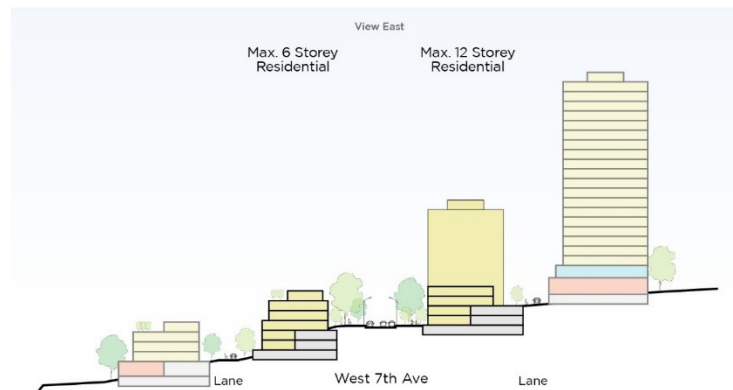 View East
Max. 6 Storey
Residential
Max. 12 Storey
Residential
Lane
West 7th Ave
Lane